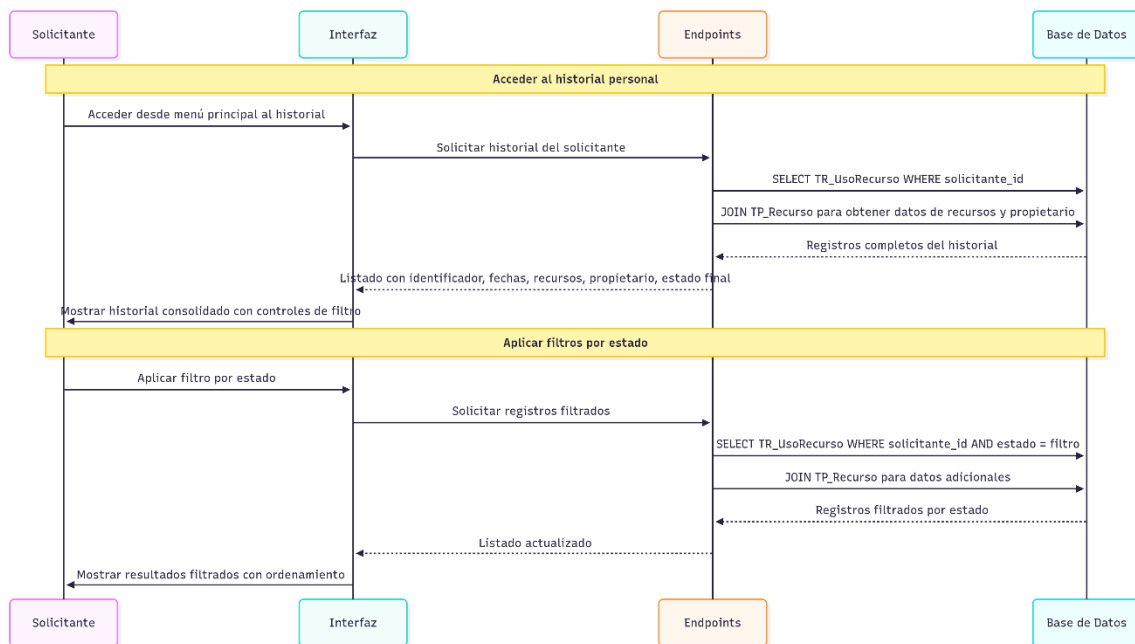 Solicitante
Interfaz
Endpoints
Base de Datos
Acceder al historial personal
Acceder desde menú principal al historial
Solicitar historial del solicitante
SELECT TR_UsoRecurso WHERE solicitante_id
JOIN TP_Recurso para obtener datos de recursos y propietario
Registros completos del historial
Listado con identificador, fechas, recursos, propietario, estado final
Mostrar historial consolidado con controles de filtro
Aplicar filtros por estado
Aplicar filtro por estado
Solicitar registros filtrados
SELECT TR_UsoRecurso WHERE solicitante_id AND estado = filtro
JOIN TP_Recurso para datos adicionales
Registros filtrados por estado
Listado actualizado
Mostrar resultados filtrados con ordenamiento
Solicitante
Interfaz
Endpoints
Base de Datos